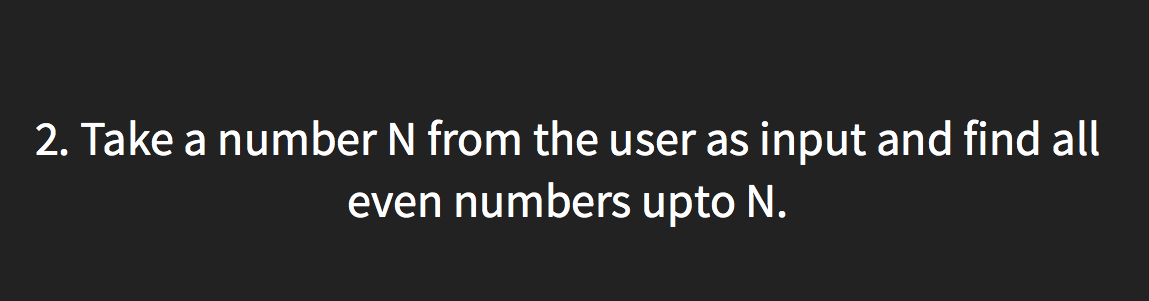 2. Take a number N from the user as input and find all
even numbers upto N.